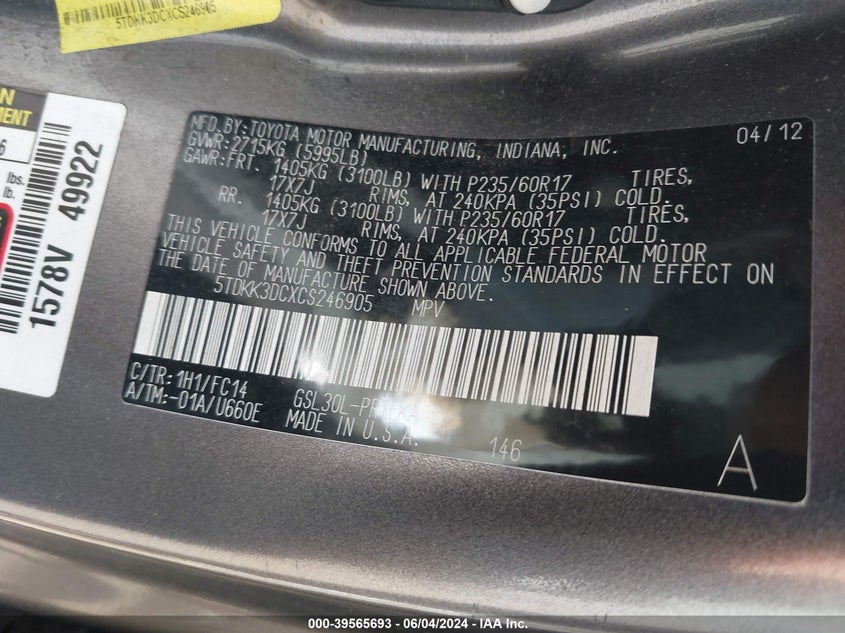 5TDKK3DCXCS246905
N
MENT
6
lbs.
lb.
1578V 49922
MFD. BY: TOYOTA MOTOR MANUFACTURING, INDIANA, INC. 04/12
GVWR: 2715KG (5995LB)
GAWR: FRT. 1405KG (3100LB) WITH P235/60R17 TIRES,
17X7J RIMS, AT 240KPA (35PSI) COLD.
RR. 1405KG (3100LB) WITH P235/60R17 TIRES,
17X7J RIMS, AT 240KPA (35PSI) COLD.
THIS VEHICLE CONFORMS TO ALL APPLICABLE FEDERAL MOTOR
VEHICLE SAFETY AND THEFT PREVENTION STANDARDS IN EFFECT ON
THE DATE OF MANUFACTURE SHOWN ABOVE.
5TDKK3DCXCS246905 MPV
C/TR: 1H1/FC14
A/TM: -01A/U660E
MADE IN U.S.A.
146
A
000-39565693 - 06/04/2024 - IAA Inc.